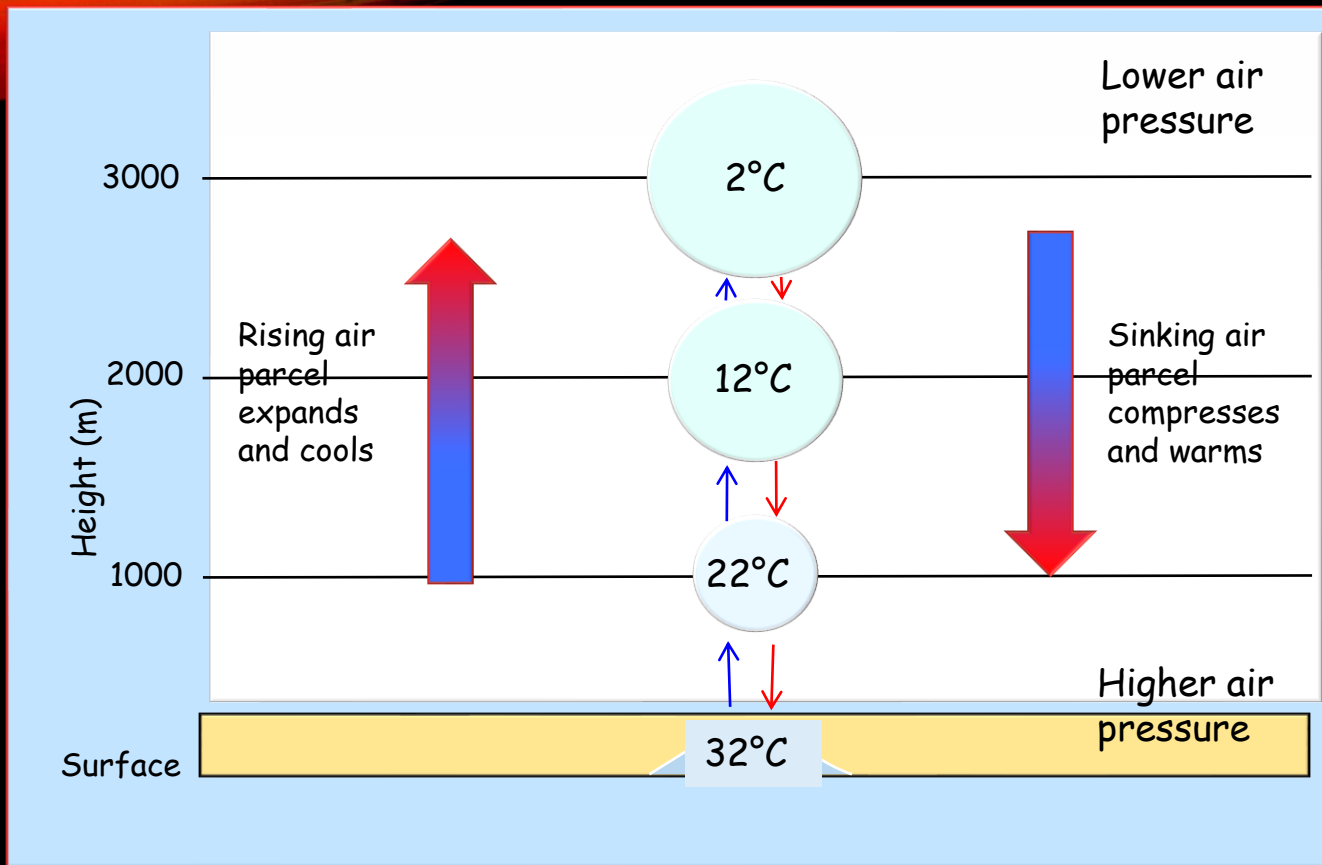 Lower air
pressure
3000
2°C
Rising air
parcel
expands
and cools
Sinking air
parcel
compresses
and warms
2000
12°C
Height (m)
1000
22°C
Higher air
pressure
Surface
32°C